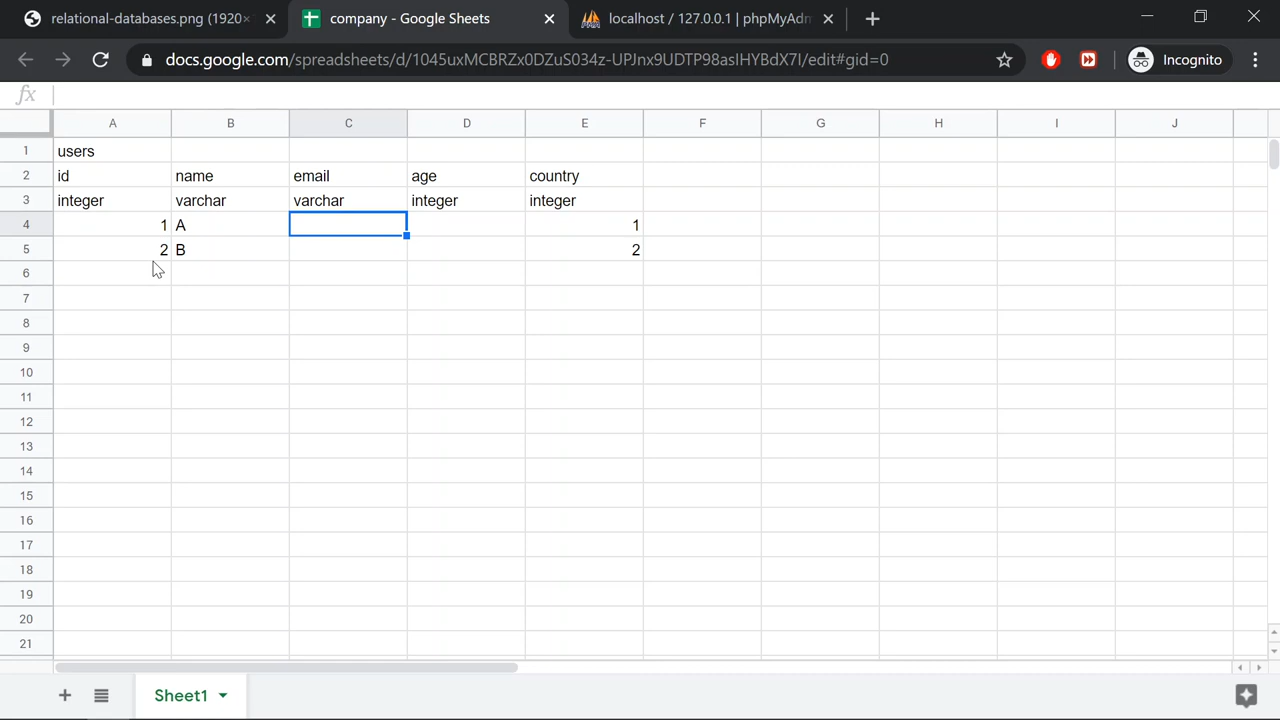 relational-databases.png (1920×
company - Google Sheets
localhost / 127.0.0.1 | phpMyAdm
docs.google.com/spreadsheets/d/1045uxMCBRZx0DZuS034z-UPJnx9UDTP98asIHYBdX7I/edit#gid=0
Incognito
fx
A B C D E F G H I J
1 users
2 id name email age country
3 integer varchar varchar integer integer
4 1 A 1
5 2 B 2
6
7
8
9
10
11
12
13
14
15
16
17
18
19
20
21
Sheet1